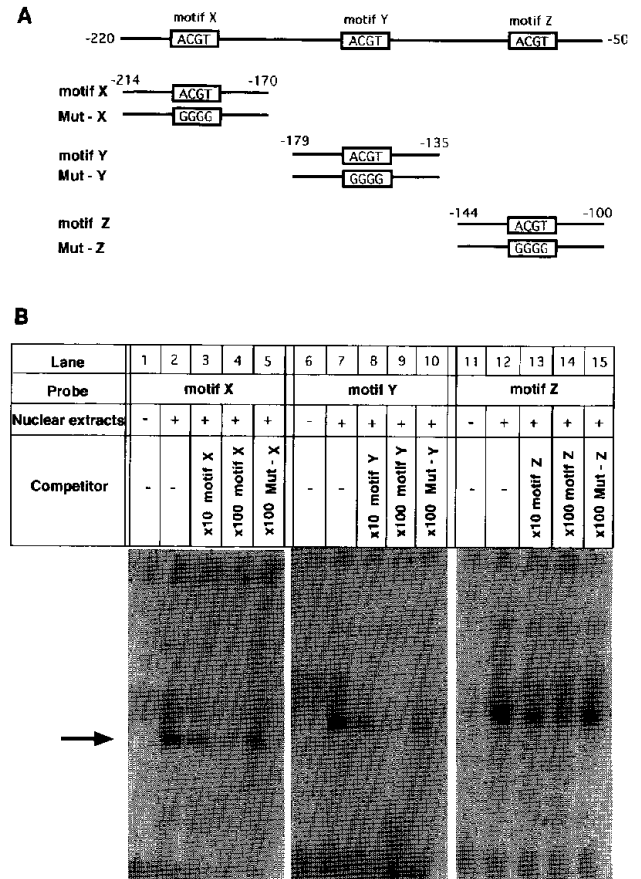 A
motif X motif Y motif Z
-220 ACGT ACGT ACGT -50
-214 -170
motif X ACGT
Mut - X GGGG
-179 -135
motif Y ACGT
Mut - Y GGGG
-144 -100
motif Z ACGT
Mut - Z GGGG
B
Lane 1 2 3 4 5 6 7 8 9 10 11 12 13 14 15
Probe motif X motif Y motif Z
Nuclear extracts - + + + + - + + + + - + + + +
Competitor - - x10 motif X x100 motif X x100 Mut - X - - x10 motif Y x100 motif Y x100 Mut - Y - - x10 motif Z x100 motif Z x100 Mut - Z